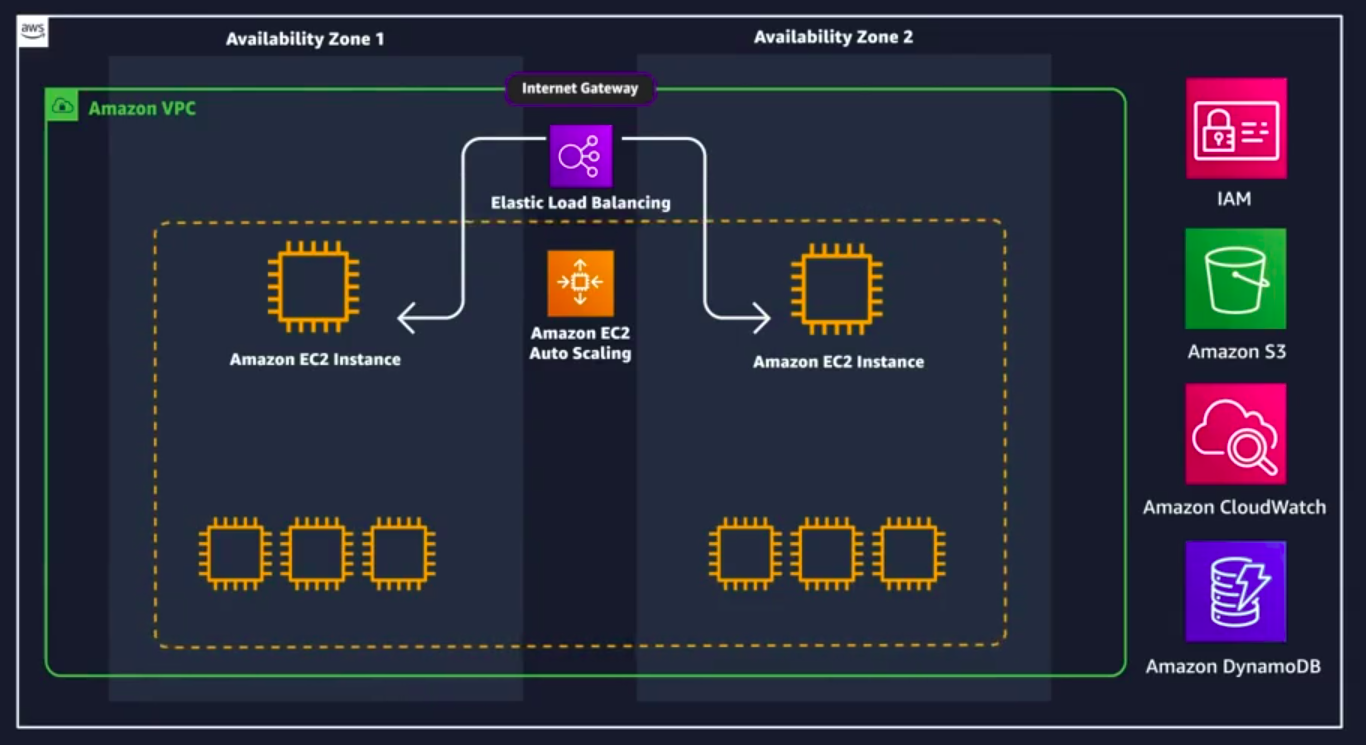 aws
Availability Zone 1
Availability Zone 2
Internet Gateway
Amazon VPC
Elastic Load Balancing
IAM
Amazon EC2
Auto Scaling
Amazon EC2 Instance
Amazon EC2 Instance
Amazon S3
Amazon CloudWatch
Amazon DynamoDB